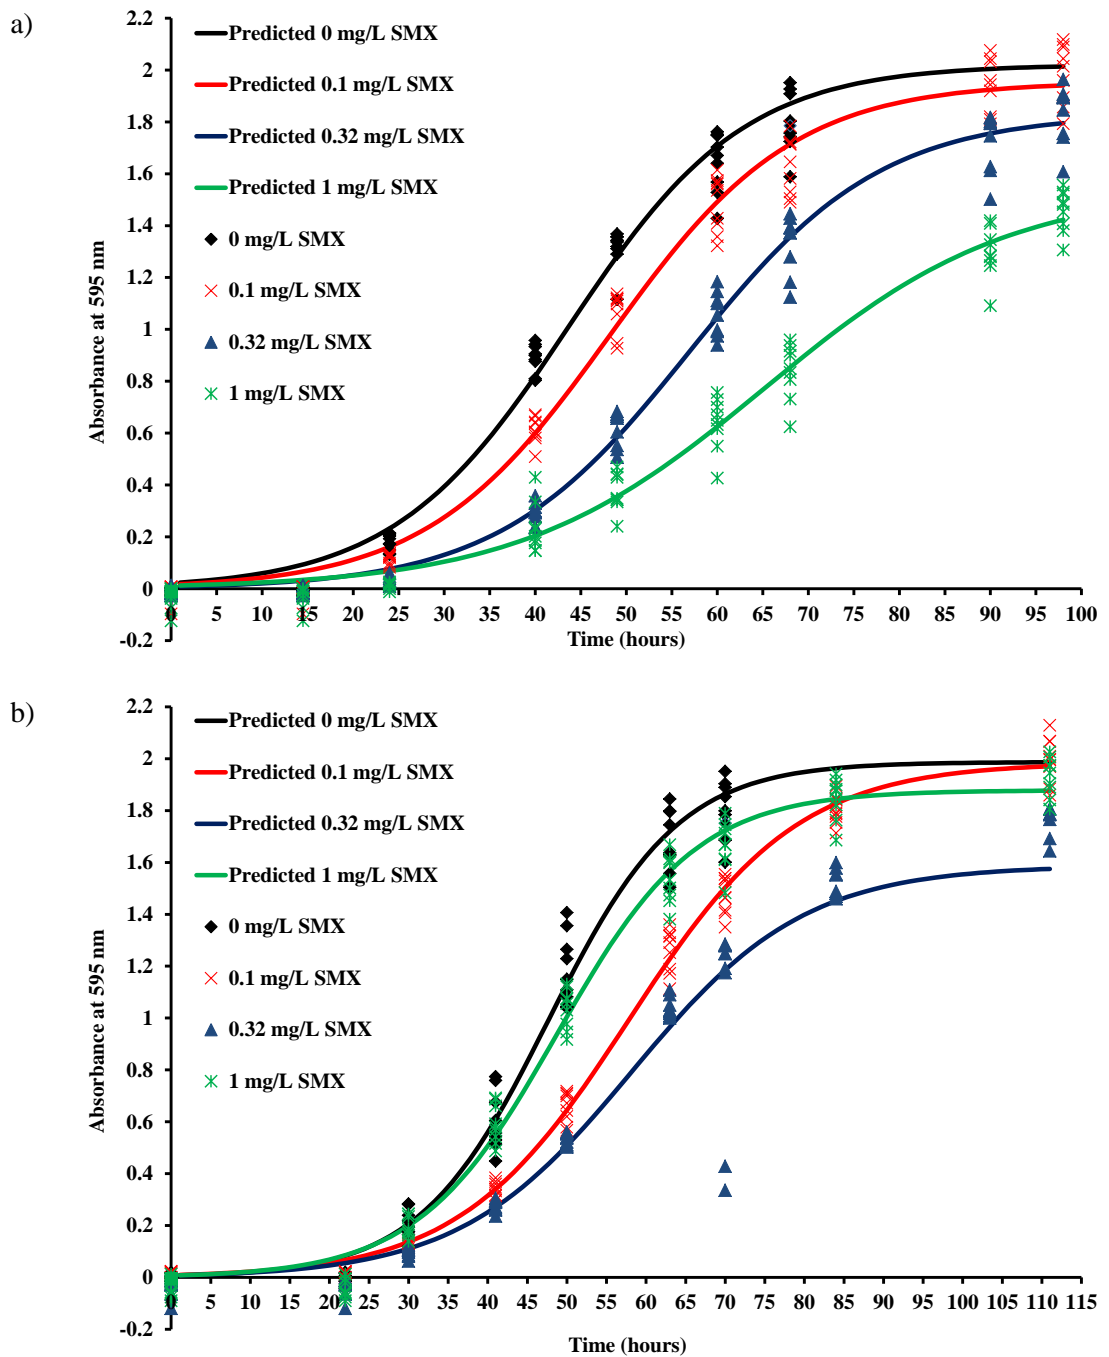 a)
2.2
2
1.8
1.6
1.4
1.2
1
0.8
0.6
0.4
0.2
0
-0.2
Absorbance at 595 nm
Predicted 0 mg/L SMX
Predicted 0.1 mg/L SMX
Predicted 0.32 mg/L SMX
Predicted 1 mg/L SMX
0 mg/L SMX
0.1 mg/L SMX
0.32 mg/L SMX
1 mg/L SMX
0 5 10 15 20 25 30 35 40 45 50 55 60 65 70 75 80 85 90 95 100
Time (hours)
b)
2.2
2
1.8
1.6
1.4
1.2
1
0.8
0.6
0.4
0.2
0
-0.2
Absorbance at 595 nm
Predicted 0 mg/L SMX
Predicted 0.1 mg/L SMX
Predicted 0.32 mg/L SMX
Predicted 1 mg/L SMX
0 mg/L SMX
0.1 mg/L SMX
0.32 mg/L SMX
1 mg/L SMX
0 5 10 15 20 25 30 35 40 45 50 55 60 65 70 75 80 85 90 95 100 105 110 115
Time (hours)